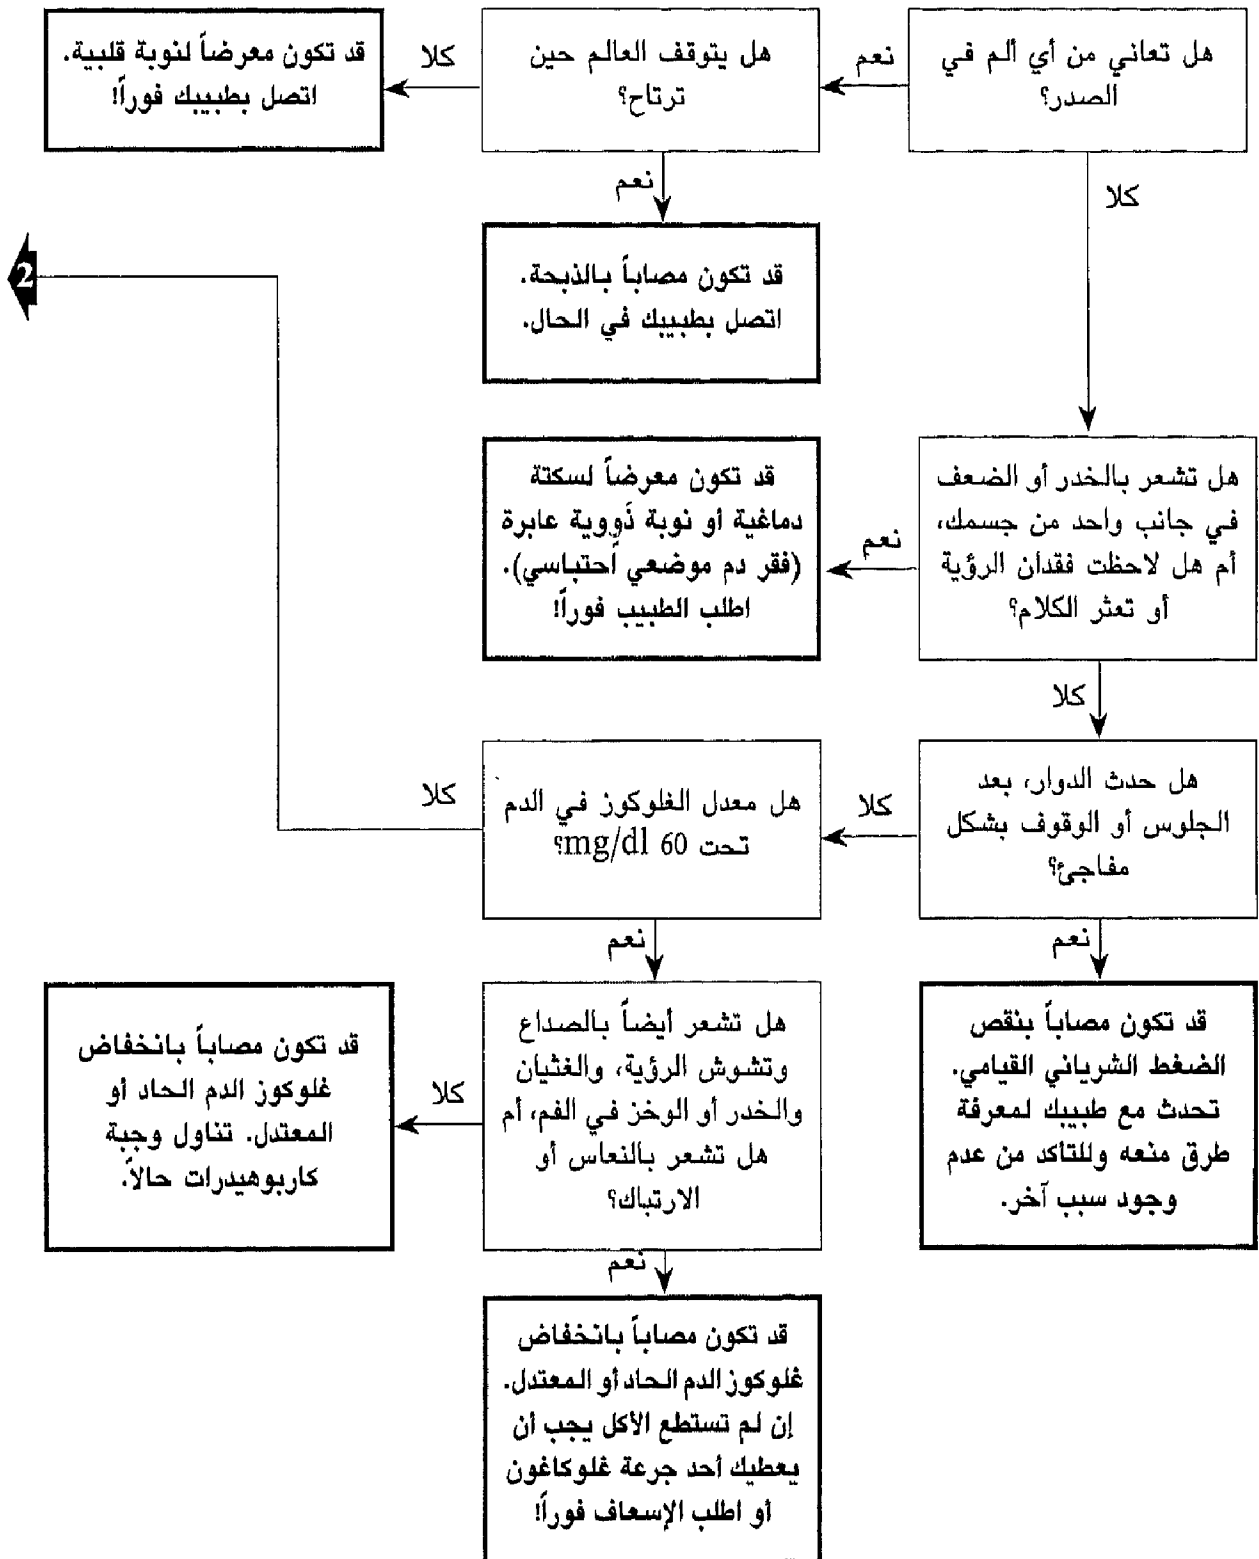 هل تعاني من أي ألم في
الصدر؟
نعم
هل يتوقف العالم حين
ترتاح؟
كلا
قد تكون معرضاً لنوبة قلبية.
اتصل بطبيبك فوراً!
نعم
قد تكون مصاباً بالذبحة.
اتصل بطبيبك في الحال.
كلا
2
هل تشعر بالخدر أو الضعف
في جانب واحد من جسمك،
أم هل لاحظت فقدان الرؤية
أو تعثر الكلام؟
نعم
قد تكون معرضاً لسكتة
دماغية أو نوبة ذَووية عابرة
(فقر دم موضعي أحتباسي).
اطلب الطبيب فوراً!
كلا
هل حدث الدوار، بعد
الجلوس أو الوقوف بشكل
مفاجئ؟
كلا
هل معدل الغلوكوز في الدم
تحت 60 mg/dl؟
كلا
نعم
قد تكون مصاباً بنقص
الضغط الشرياني القيامي.
تحدث مع طبيبك لمعرفة
طرق منعه وللتأكد من عدم
وجود سبب آخر.
نعم
هل تشعر أيضاً بالصداع
وتشوش الرؤية، والغثيان
والخدر أو الوخز في الفم، أم
هل تشعر بالنعاس أو
الارتباك؟
كلا
قد تكون مصاباً بانخفاض
غلوكوز الدم الحاد أو
المعتدل. تناول وجبة
كاربوهيدرات حالاً.
نعم
قد تكون مصاباً بانخفاض
غلوكوز الدم الحاد أو المعتدل.
إن لم تستطع الأكل يجب أن
يعطيك أحد جرعة غلوكاغون
أو اطلب الإسعاف فوراً!